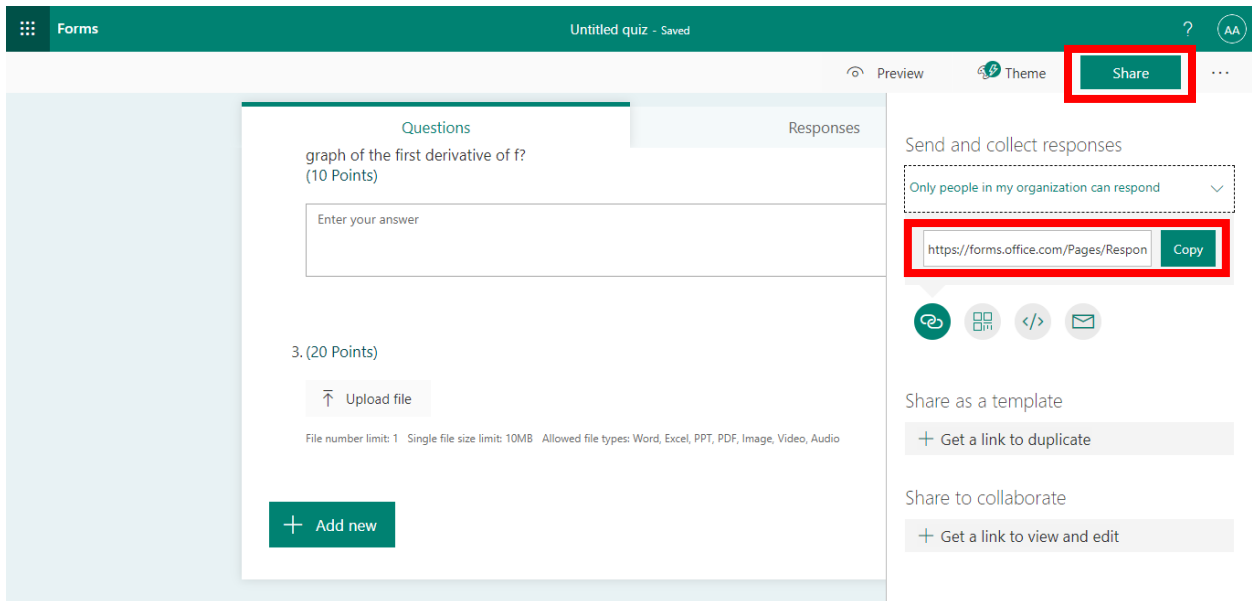 Forms
Untitled quiz - Saved
?
AA
Preview
Theme
Share
...
Questions
Responses
graph of the first derivative of f?
(10 Points)
Enter your answer
3. (20 Points)
Upload file
File number limit: 1 Single file size limit: 10MB Allowed file types: Word, Excel, PPT, PDF, Image, Video, Audio
Add new
Send and collect responses
Only people in my organization can respond
https://forms.office.com/Pages/Respon
Copy
Share as a template
Get a link to duplicate
Share to collaborate
Get a link to view and edit